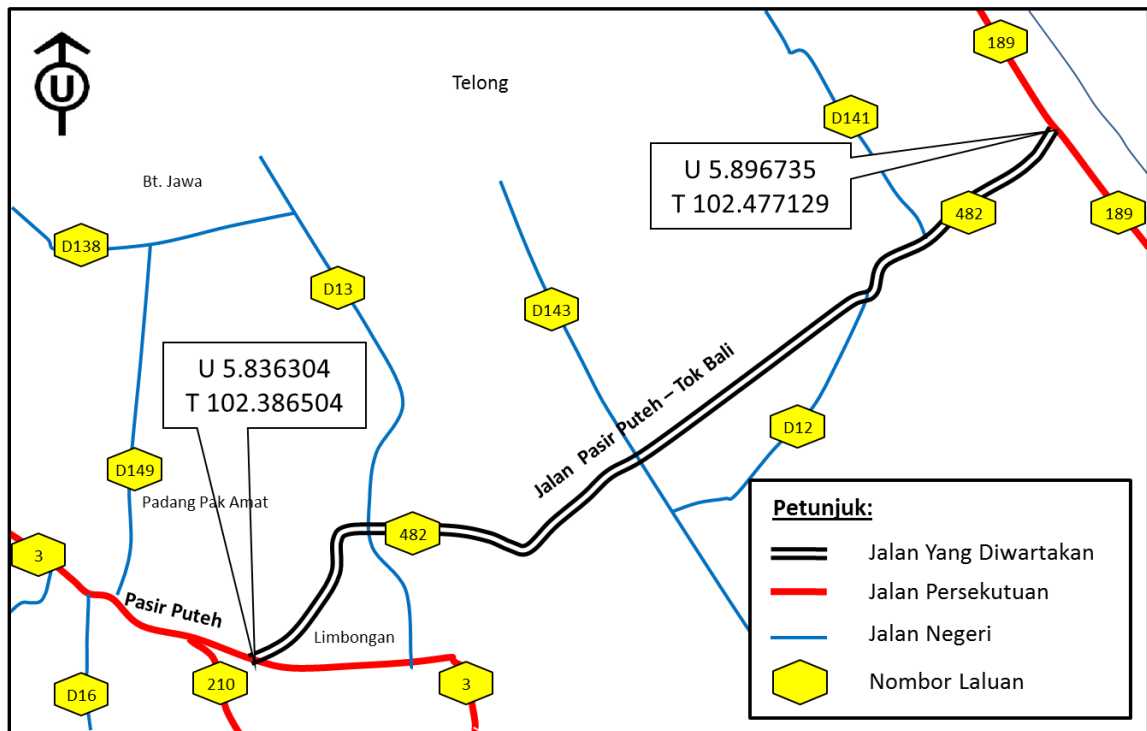 189
U
Telong
D141
U 5.896735
T 102.477129
Bt. Jawa
482
189
D138
D13
D143
U 5.836304
T 102.386504
Jalan Pasir Puteh – Tok Bali
D12
D149
Padang Pak Amat
482
3
Pasir Puteh
Limbongan
D16
210
3
Petunjuk:
Jalan Yang Diwartakan
Jalan Persekutuan
Jalan Negeri
Nombor Laluan